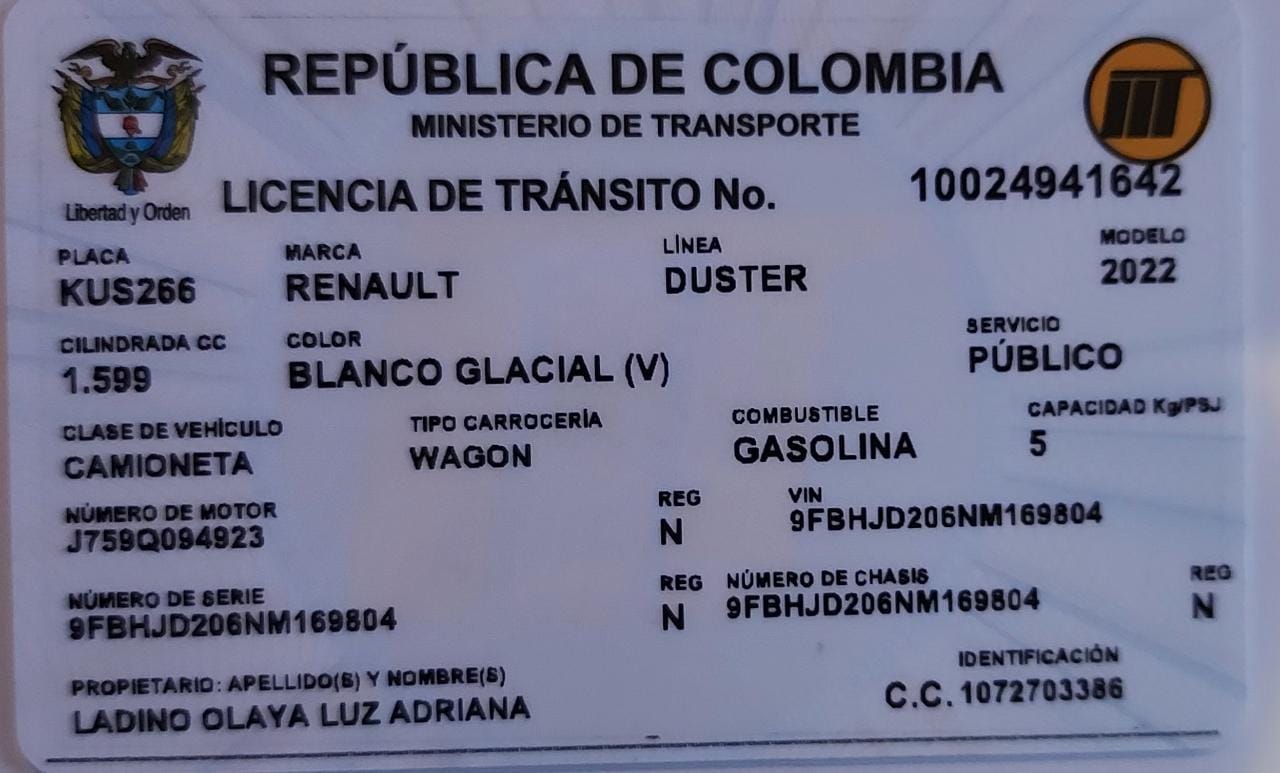 REPÚBLICA DE COLOMBIA
MINISTERIO DE TRANSPORTE
Libertad y Orden
LICENCIA DE TRÁNSITO No. 10024941642
PLACA MARCA LÍNEA MODELO
KUS266 RENAULT DUSTER 2022
CILINDRADA CC COLOR SERVICIO
1.599 BLANCO GLACIAL (V) PÚBLICO
CLASE DE VEHÍCULO TIPO CARROCERÍA COMBUSTIBLE CAPACIDAD Kg/PSJ
CAMIONETA WAGON GASOLINA 5
NÚMERO DE MOTOR REG VIN
J759Q094923 N 9FBHJD206NM169804
NÚMERO DE SERIE REG NÚMERO DE CHASIS REG
9FBHJD206NM169804 N 9FBHJD206NM169804 N
PROPIETARIO: APELLIDO(S) Y NOMBRE(S) IDENTIFICACIÓN
LADINO OLAYA LUZ ADRIANA C.C. 1072703386